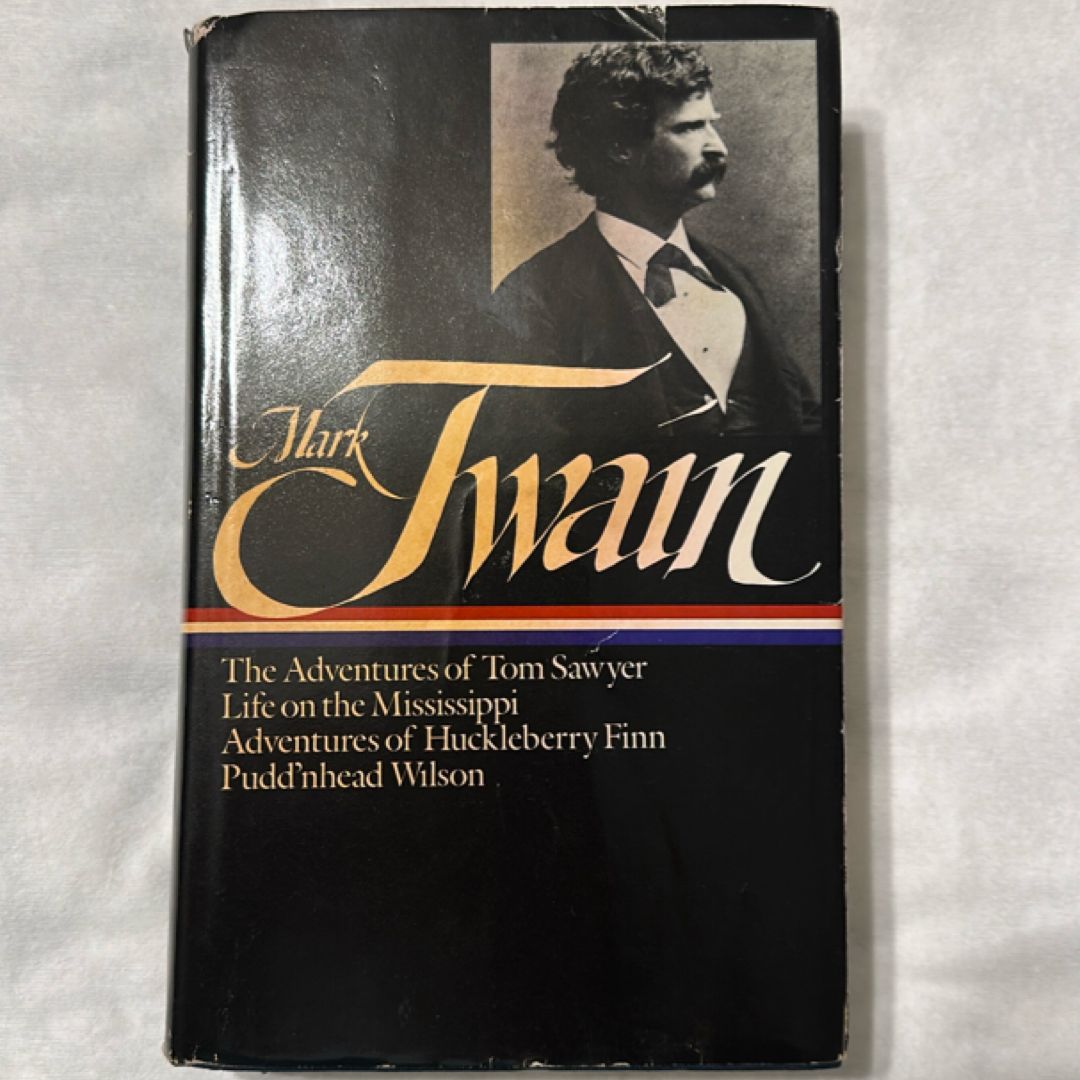 Mark
Twain
The Adventures of Tom Sawyer
Life on the Mississippi
Adventures of Huckleberry Finn
Pudd'nhead Wilson